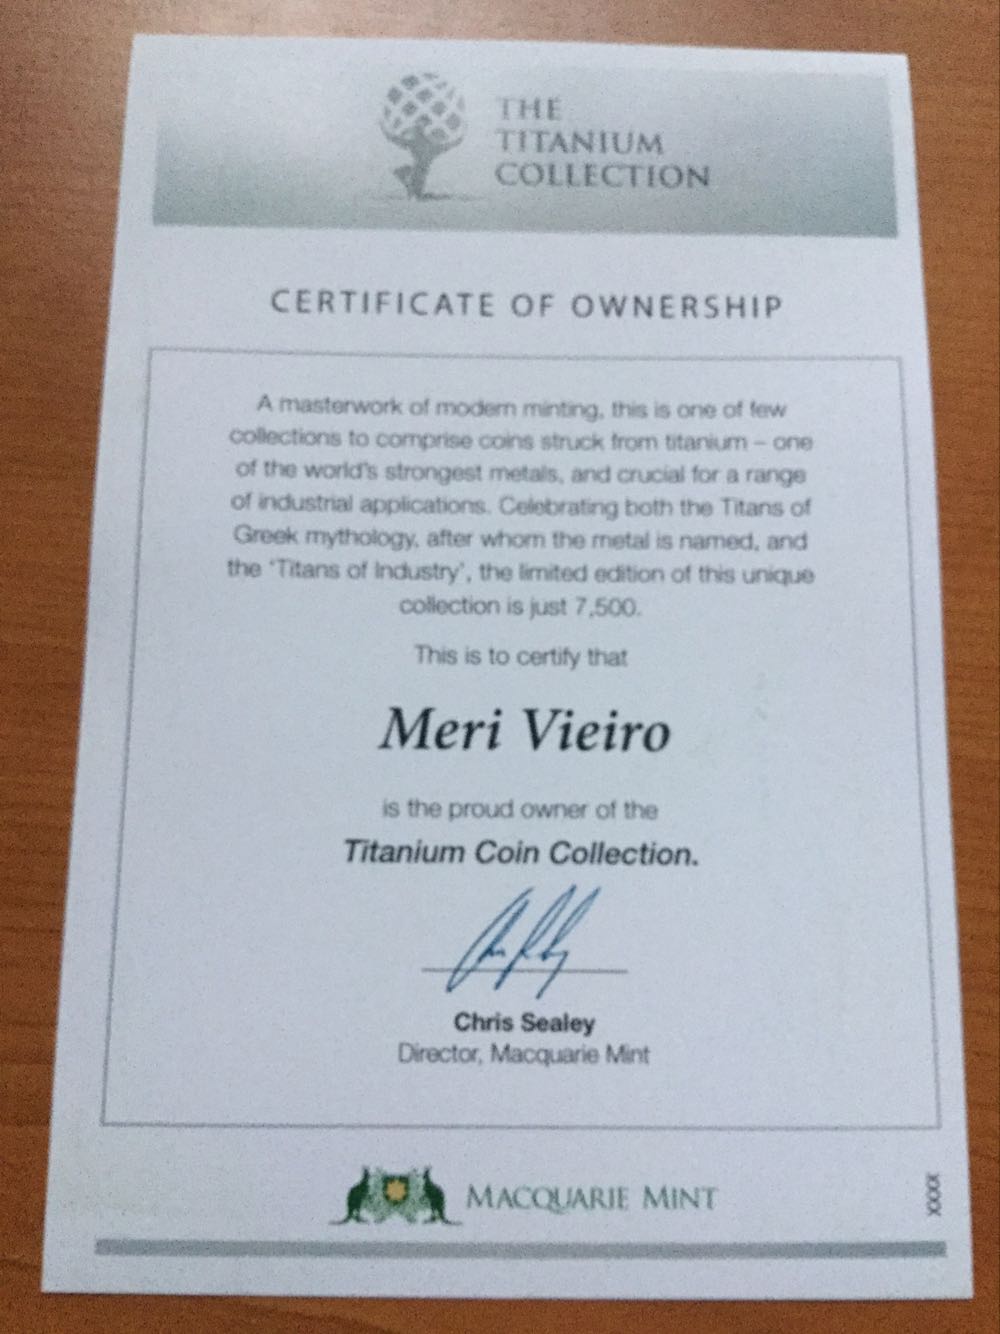 THE
TITANIUM
COLLECTION
CERTIFICATE OF OWNERSHIP
A masterwork of modern minting, this is one of few
collections to comprise coins struck from titanium – one
of the world's strongest metals, and crucial for a range
of industrial applications. Celebrating both the Titans of
Greek mythology, after whom the metal is named, and
the 'Titans of Industry', the limited edition of this unique
collection is just 7,500.
This is to certify that
Meri Vieiro
is the proud owner of the
Titanium Coin Collection.
Chris Sealey
Director, Macquarie Mint
MACQUARIE MINT
XXXX